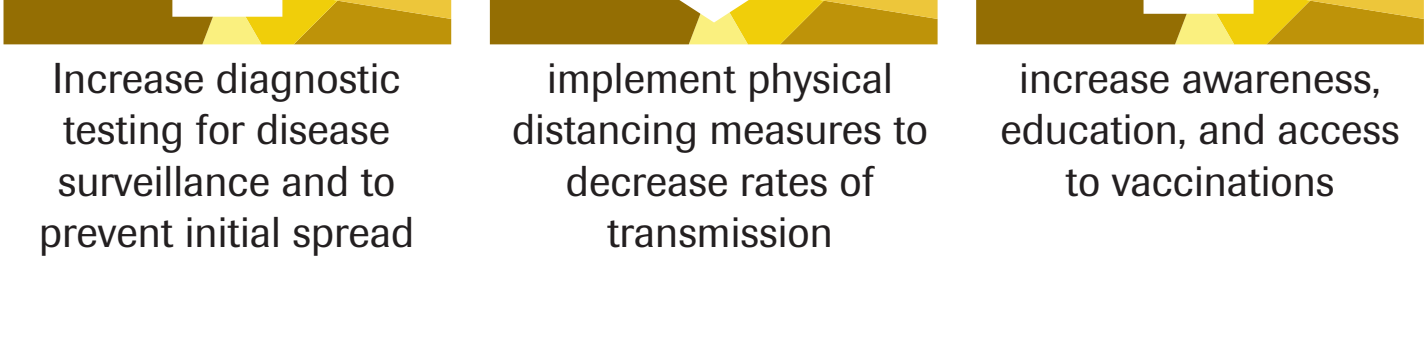 Increase diagnostic
testing for disease
surveillance and to
prevent initial spread
implement physical
distancing measures to
decrease rates of
transmission
increase awareness,
education, and access
to vaccinations